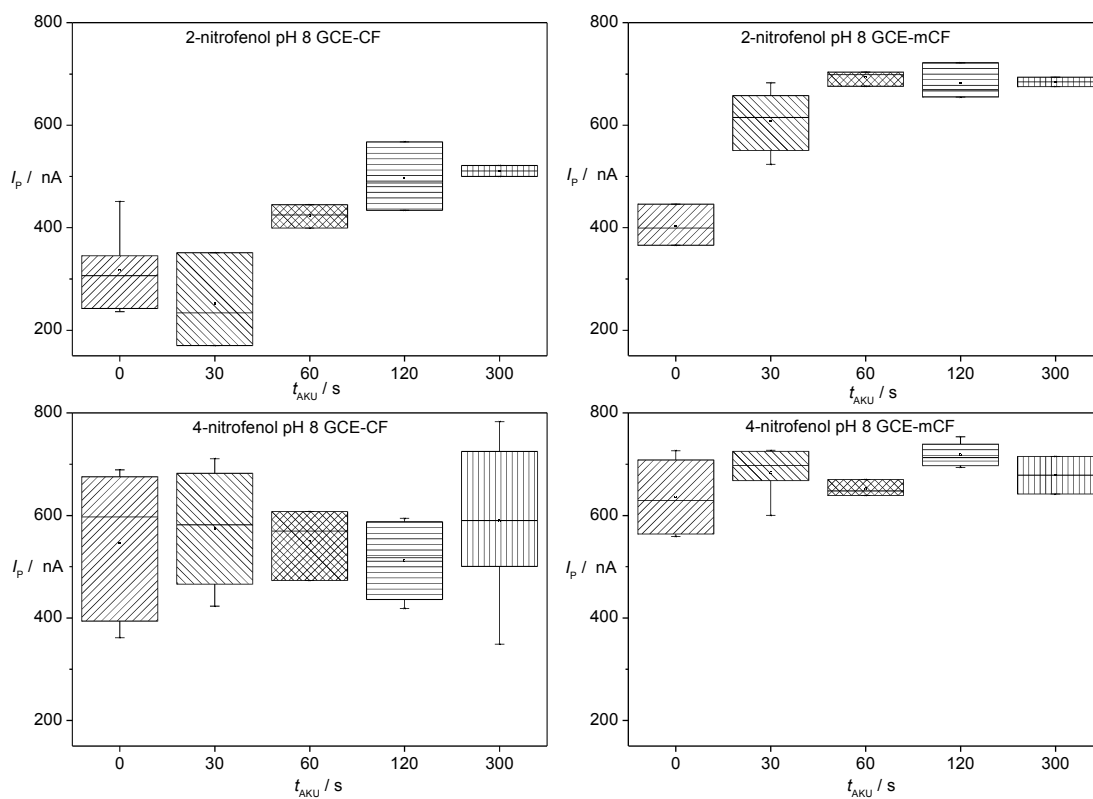 2-nitrofenol pH 8 GCE-CF
800
600
400
200
I_P / nA
0 30 60 120 300
t_AKU / s
2-nitrofenol pH 8 GCE-mCF
800
600
400
200
I_P / nA
0 30 60 120 300
t_AKU / s
4-nitrofenol pH 8 GCE-CF
800
600
400
200
I_P / nA
0 30 60 120 300
t_AKU / s
4-nitrofenol pH 8 GCE-mCF
800
600
400
200
I_P / nA
0 30 60 120 300
t_AKU / s